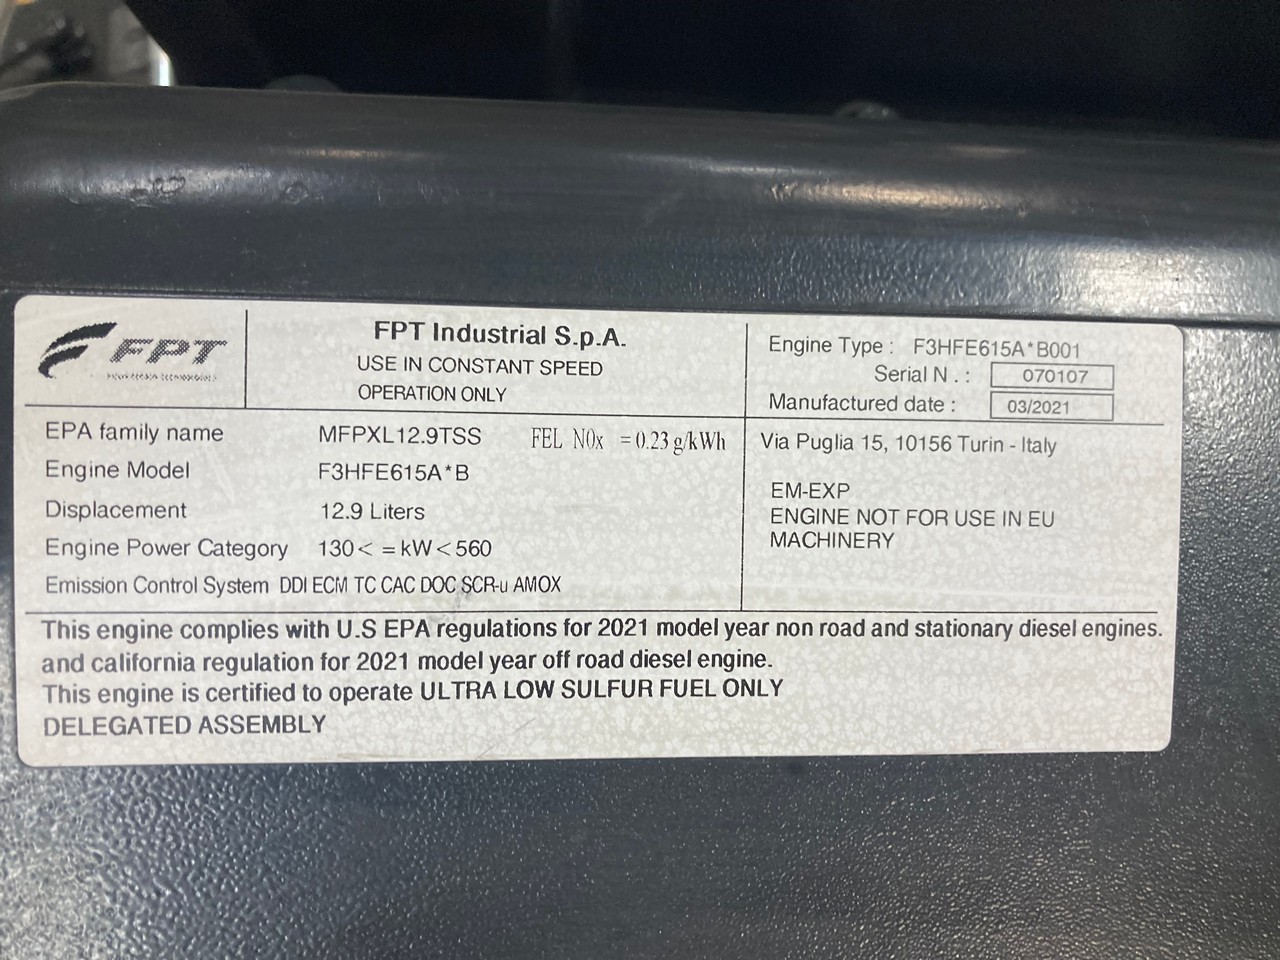 FPT
FPT Industrial S.p.A.
USE IN CONSTANT SPEED
OPERATION ONLY
Engine Type : F3HFE615A*B001
Serial N . : 070107
Manufactured date : 03/2021
EPA family name MFPXL12.9TSS FEL N0x = 0.23 g/kWh
Engine Model F3HFE615A*B
Displacement 12.9 Liters
Engine Power Category 130< =kW<560
Emission Control System DDI ECM TC CAC DOC SCR-u AMOX
Via Puglia 15, 10156 Turin - Italy
EM-EXP
ENGINE NOT FOR USE IN EU
MACHINERY
This engine complies with U.S EPA regulations for 2021 model year non road and stationary diesel engines.
and california regulation for 2021 model year off road diesel engine.
This engine is certified to operate ULTRA LOW SULFUR FUEL ONLY
DELEGATED ASSEMBLY